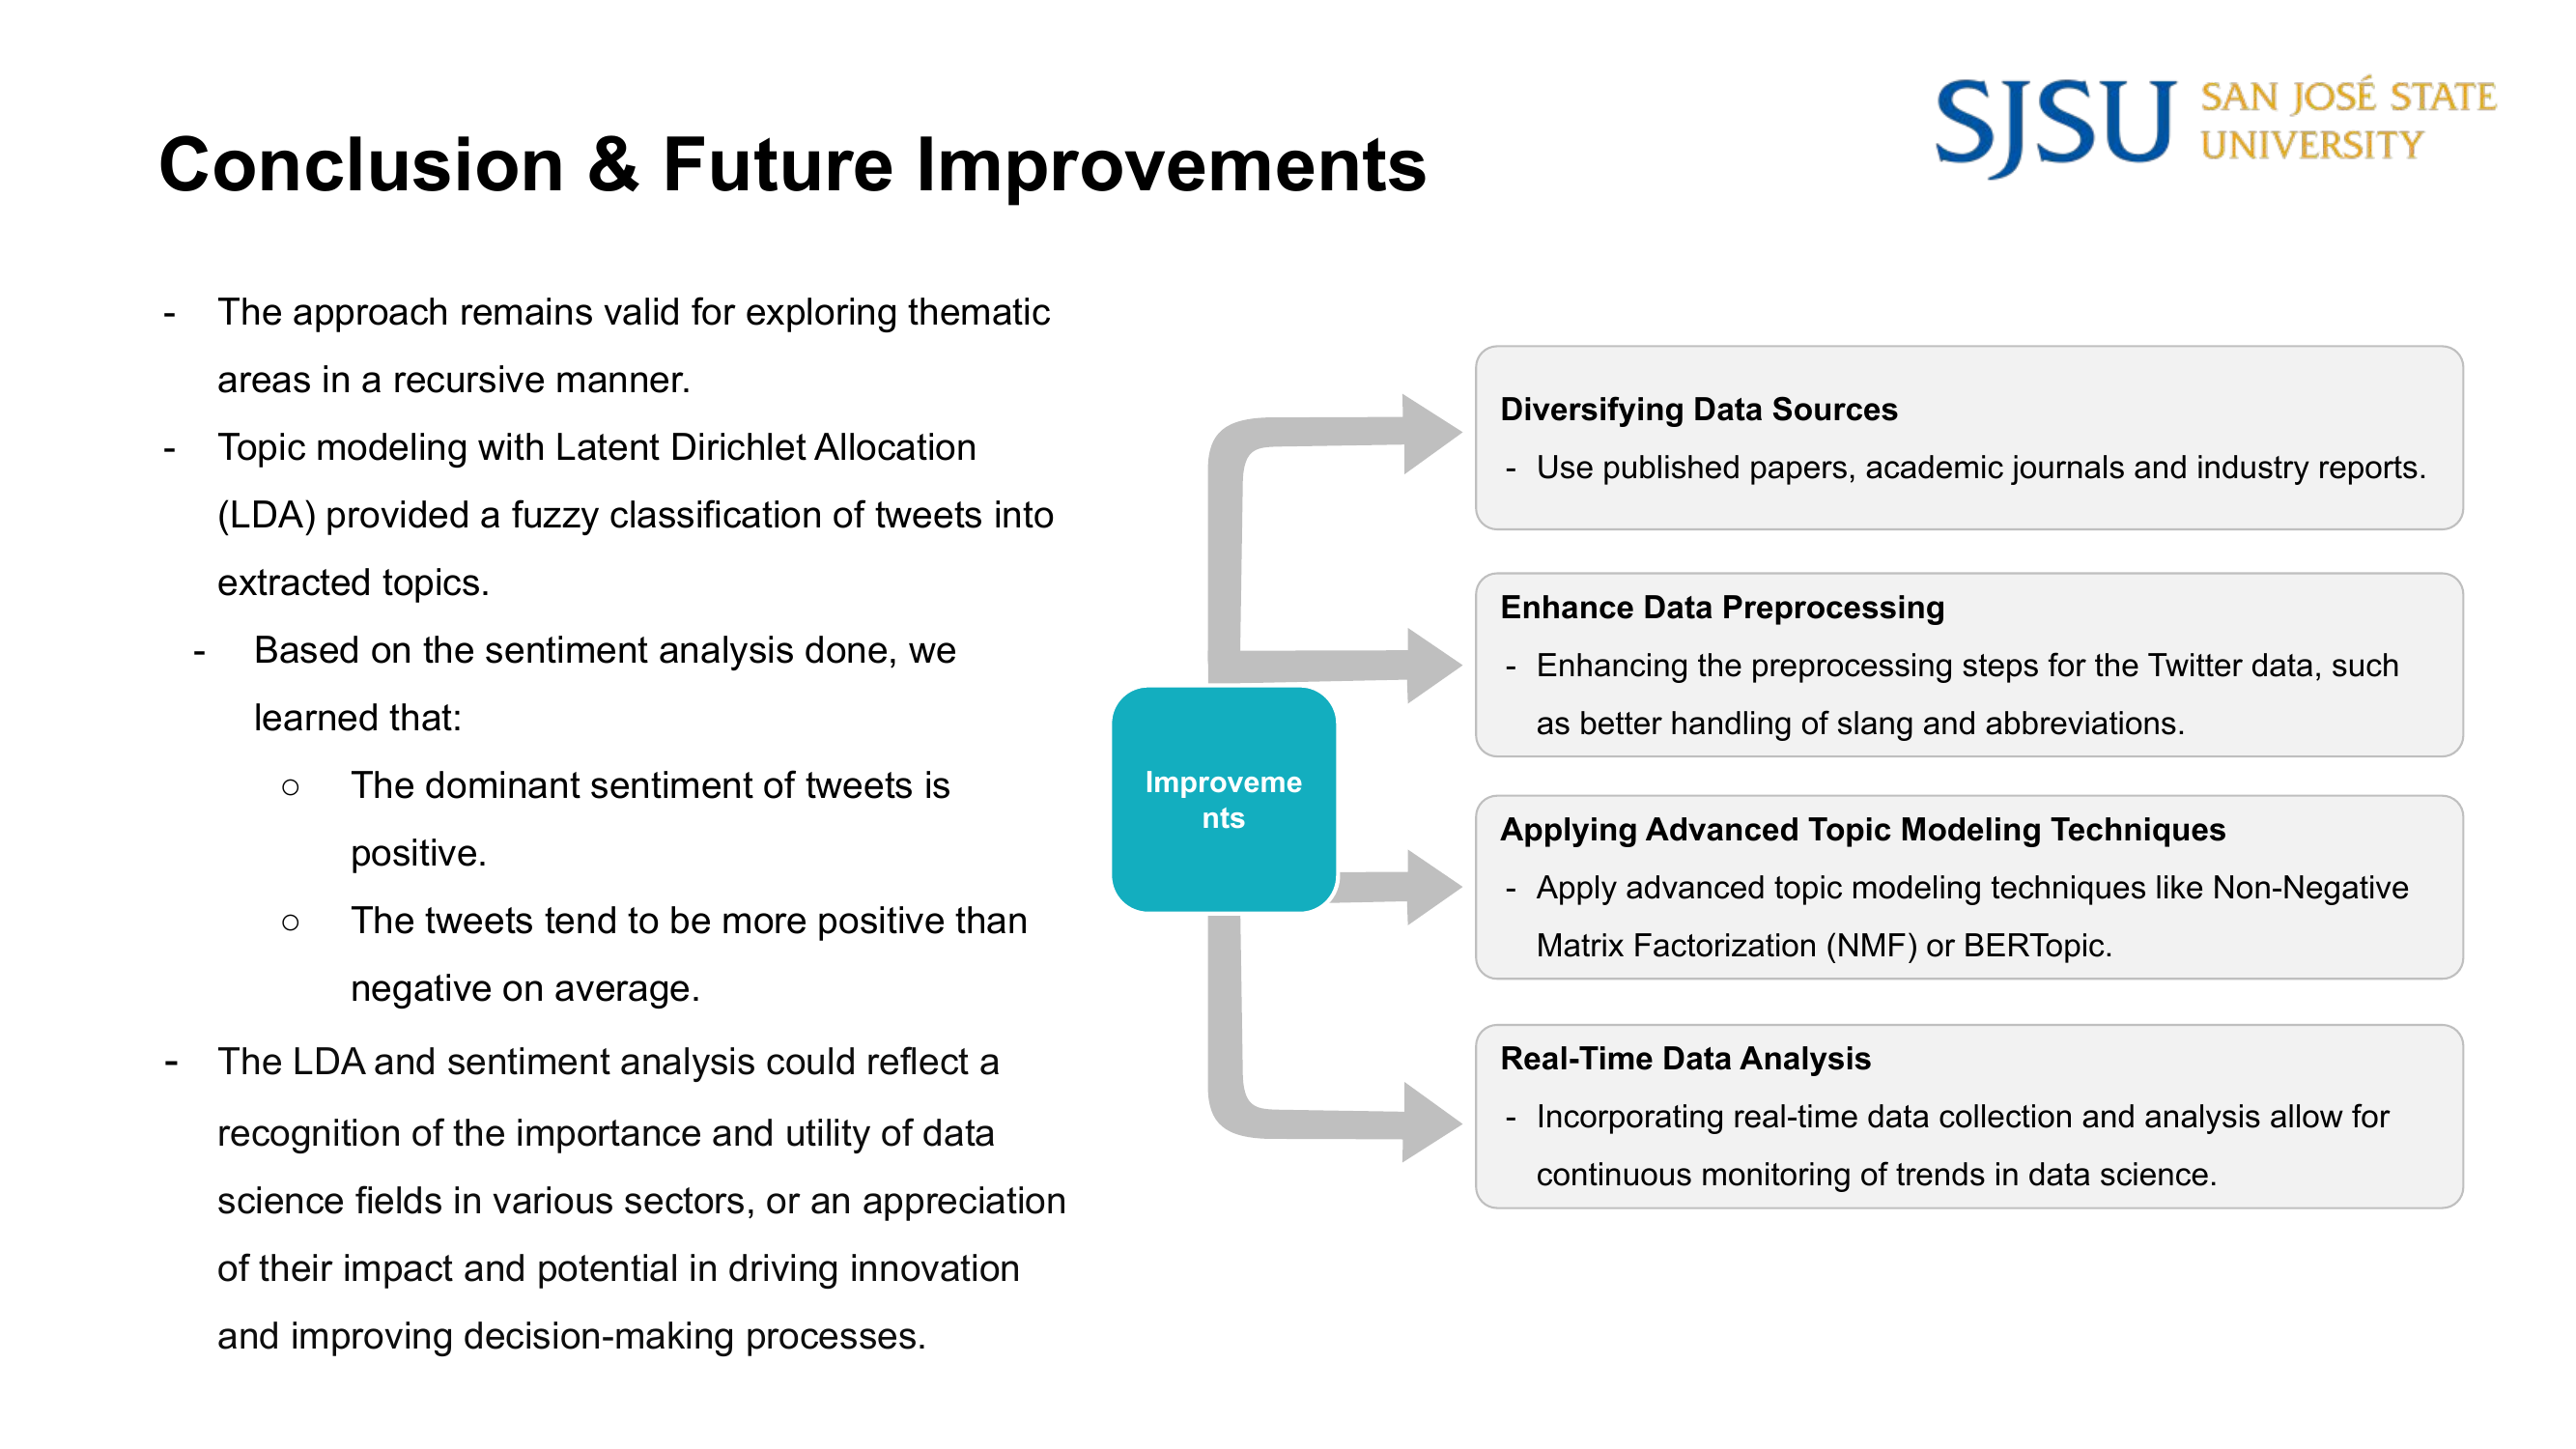 SJSU SAN JOSÉ STATE
UNIVERSITY
Conclusion & Future Improvements
- The approach remains valid for exploring thematic
areas in a recursive manner.
- Topic modeling with Latent Dirichlet Allocation
(LDA) provided a fuzzy classification of tweets into
extracted topics.
- Based on the sentiment analysis done, we
learned that:
○ The dominant sentiment of tweets is
positive.
○ The tweets tend to be more positive than
negative on average.
- The LDA and sentiment analysis could reflect a
recognition of the importance and utility of data
science fields in various sectors, or an appreciation
of their impact and potential in driving innovation
and improving decision-making processes.
Improveme
nts
Diversifying Data Sources
- Use published papers, academic journals and industry reports.
Enhance Data Preprocessing
- Enhancing the preprocessing steps for the Twitter data, such
as better handling of slang and abbreviations.
Applying Advanced Topic Modeling Techniques
- Apply advanced topic modeling techniques like Non-Negative
Matrix Factorization (NMF) or BERTopic.
Real-Time Data Analysis
- Incorporating real-time data collection and analysis allow for
continuous monitoring of trends in data science.